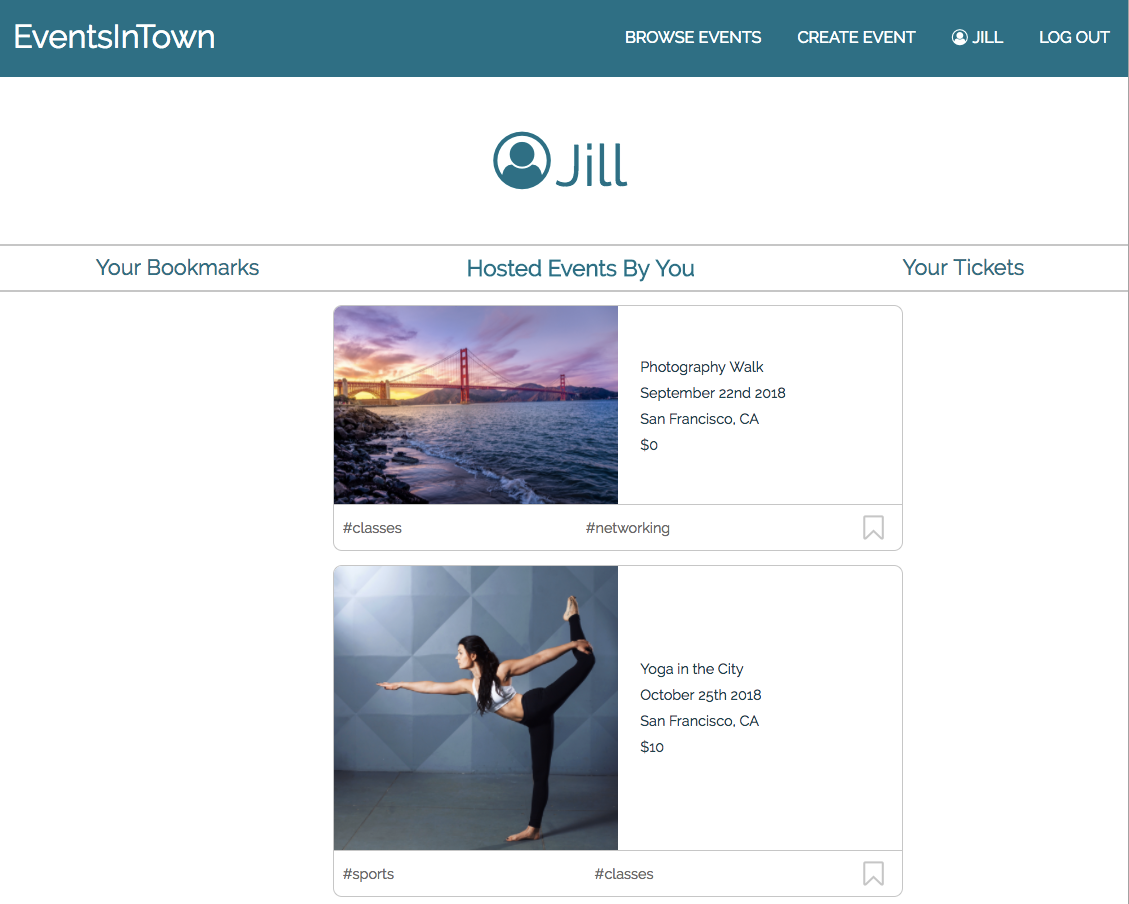 EventsInTown
BROWSE EVENTS CREATE EVENT JILL LOG OUT
Jill
Your Bookmarks Hosted Events By You Your Tickets
Photography Walk
September 22nd 2018
San Francisco, CA
$0
#classes #networking
Yoga in the City
October 25th 2018
San Francisco, CA
$10
#sports #classes